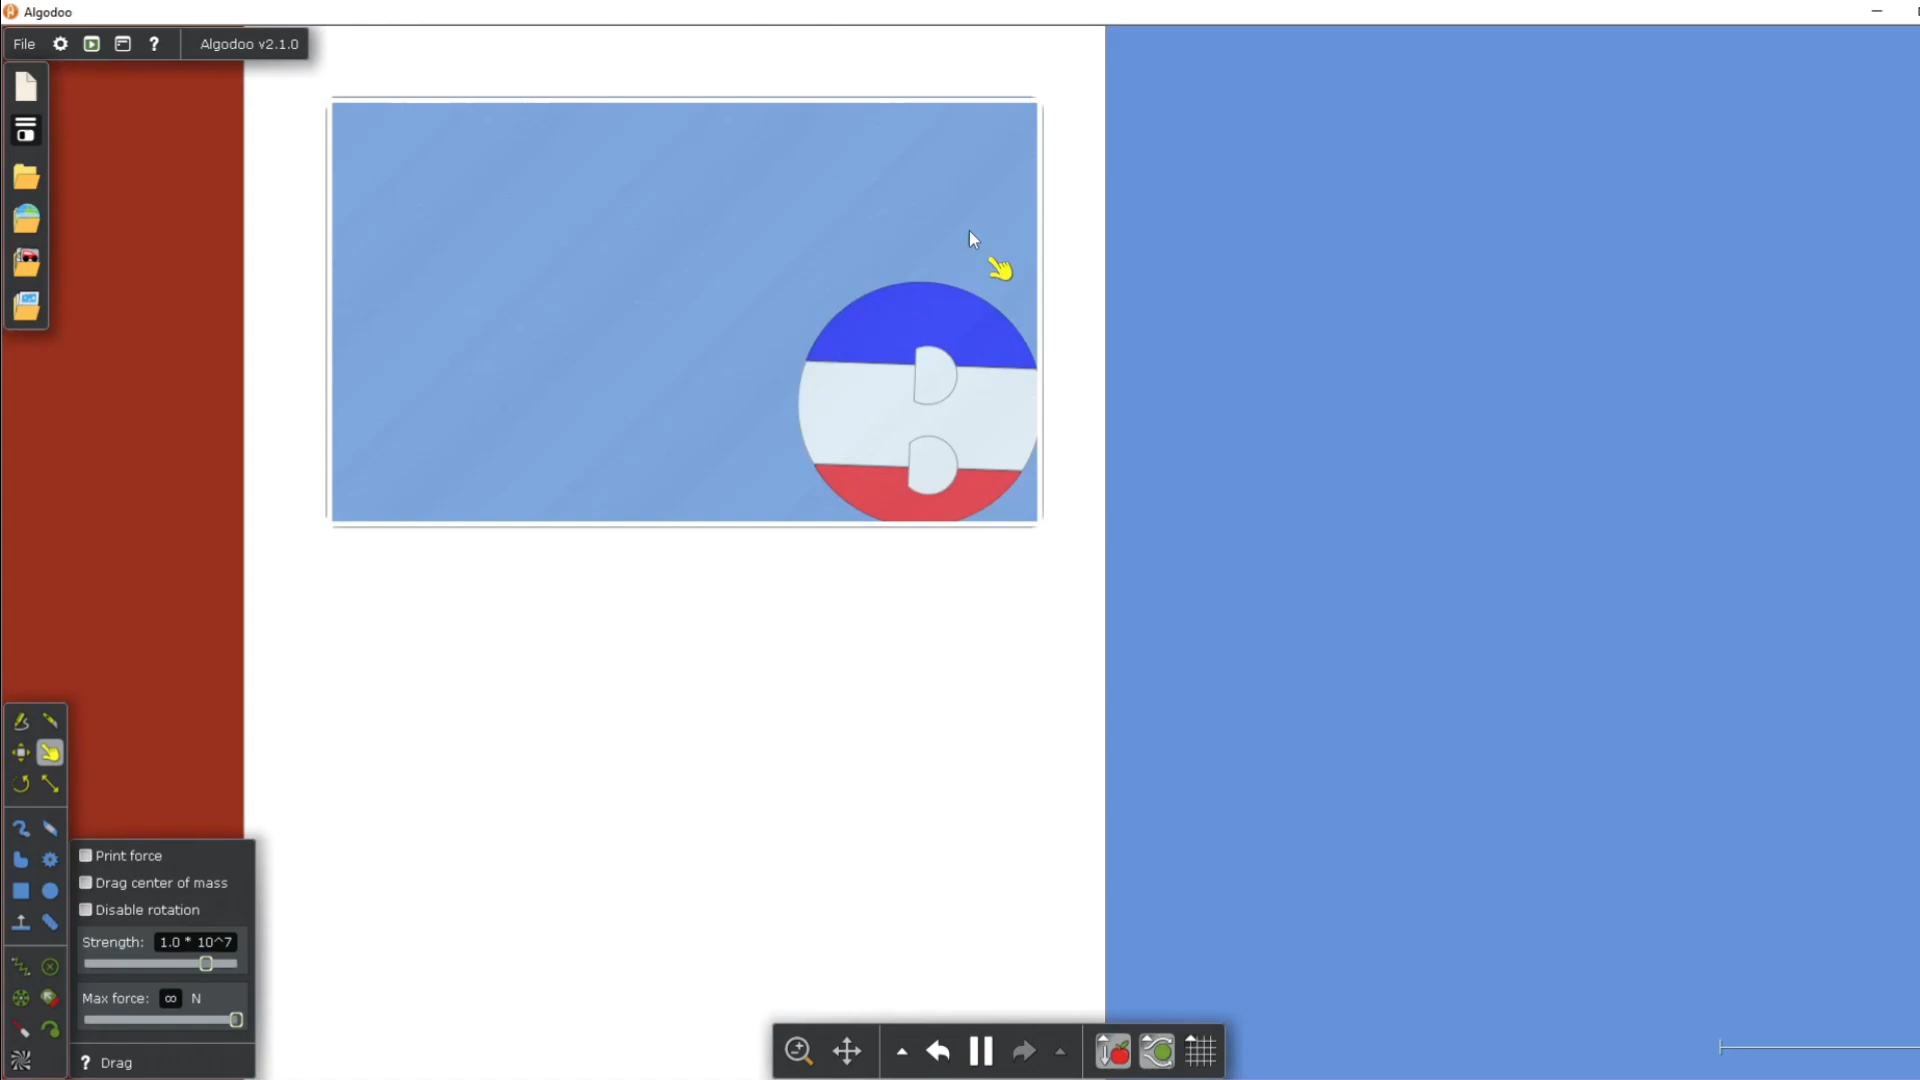 Algodoo
File ? Algodoo v2.1.0
Print force
Drag center of mass
Disable rotation
Strength: 1.0 * 10^7
Max force: ∞ N
? Drag